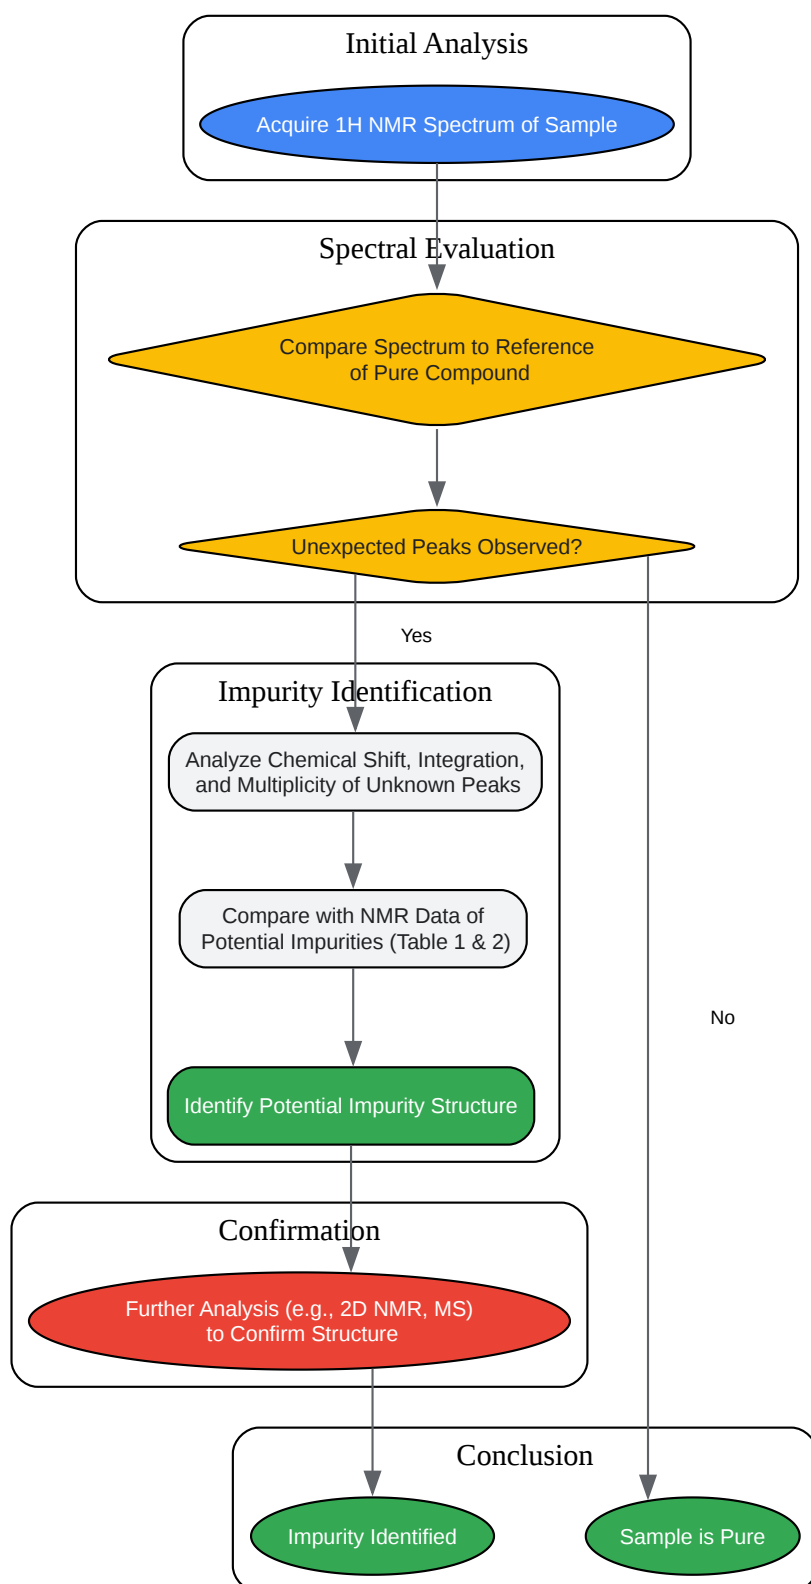 Initial Analysis
Acquire 1H NMR Spectrum of Sample
Spectral Evaluation
Compare Spectrum to Reference
of Pure Compound
Unexpected Peaks Observed?
Yes
Impurity Identification
Analyze Chemical Shift, Integration,
and Multiplicity of Unknown Peaks
Compare with NMR Data of
Potential Impurities (Table 1 & 2)
No
Identify Potential Impurity Structure
Confirmation
Further Analysis (e.g., 2D NMR, MS)
to Confirm Structure
Conclusion
Impurity Identified
Sample is Pure